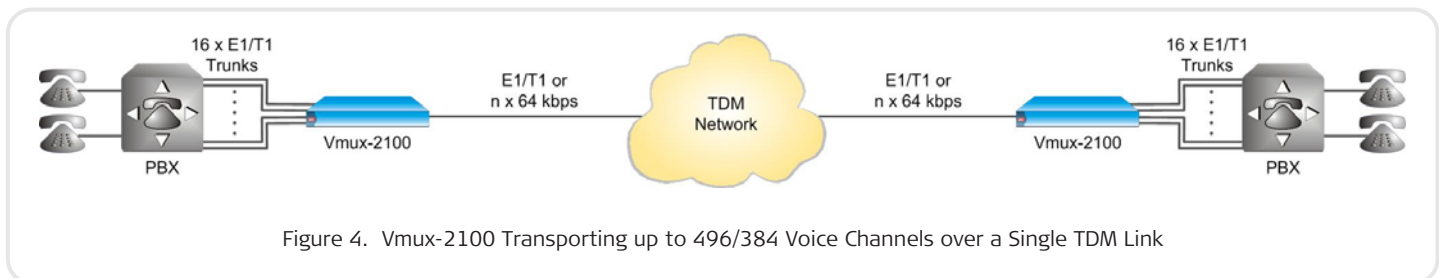 16 x E1/T1
Trunks
PBX
Vmux-2100
E1/T1 or
n x 64 kbps
TDM
Network
E1/T1 or
n x 64 kbps
Vmux-2100
16 x E1/T1
Trunks
PBX
Figure 4. Vmux-2100 Transporting up to 496/384 Voice Channels over a Single TDM Link